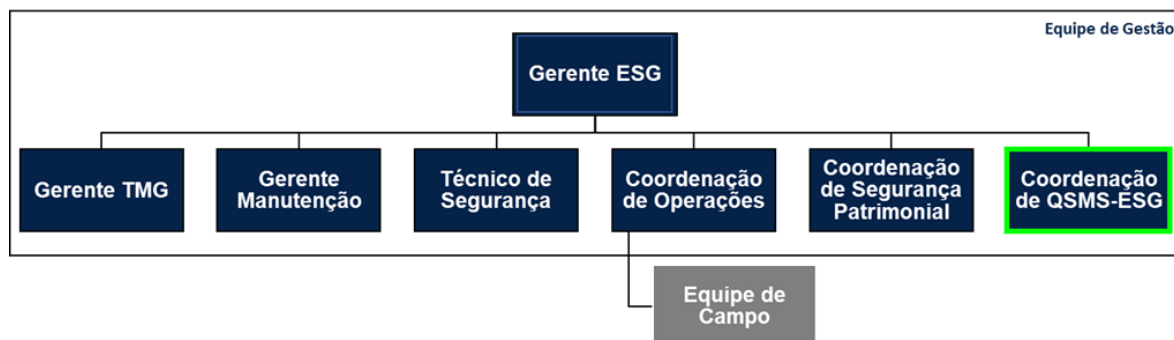 Equipe de Gestão
Gerente ESG
Gerente TMG
Gerente
Manutenção
Técnico de
Segurança
Coordenação
de Operações
Coordenação
de Segurança
Patrimonial
Coordenação
de QSMS-ESG
Equipe de
Campo